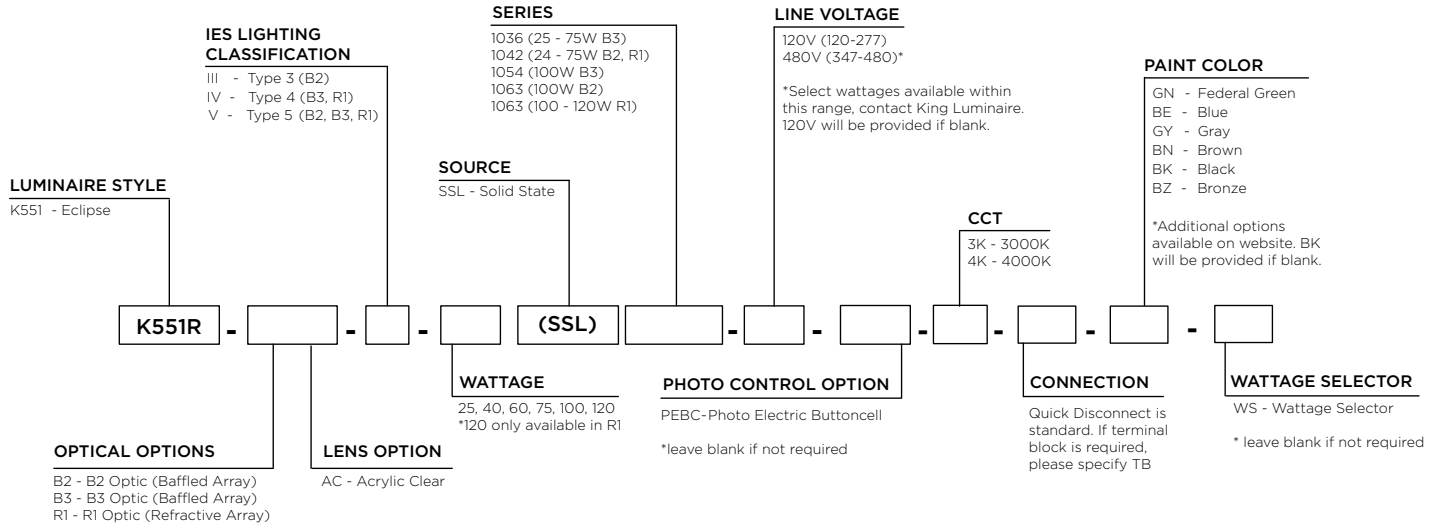 SERIES
1036 (25 - 75W B3)
1042 (24 - 75W B2, R1)
1054 (100W B3)
1063 (100W B2)
1063 (100 - 120W R1)
LINE VOLTAGE
120V (120-277)
480V (347-480)*
*Select wattages available within
this range, contact King Luminaire.
120V will be provided if blank.
IES LIGHTING
CLASSIFICATION
III - Type 3 (B2)
IV - Type 4 (B3, R1)
V - Type 5 (B2, B3, R1)
PAINT COLOR
GN - Federal Green
BE - Blue
GY - Gray
BN - Brown
BK - Black
BZ - Bronze
*Additional options
available on website. BK
will be provided if blank.
SOURCE
SSL - Solid State
LUMINAIRE STYLE
K551 - Eclipse
CCT
3K - 3000K
4K - 4000K
K551R - - - (SSL) - - - - - -
WATTAGE
25, 40, 60, 75, 100, 120
*120 only available in R1
PHOTO CONTROL OPTION
PEBC-Photo Electric Buttoncell
*leave blank if not required
CONNECTION
Quick Disconnect is
standard. If terminal
block is required,
please specify TB
WATTAGE SELECTOR
WS - Wattage Selector
* leave blank if not required
OPTICAL OPTIONS
B2 - B2 Optic (Baffled Array)
B3 - B3 Optic (Baffled Array)
R1 - R1 Optic (Refractive Array)
LENS OPTION
AC - Acrylic Clear